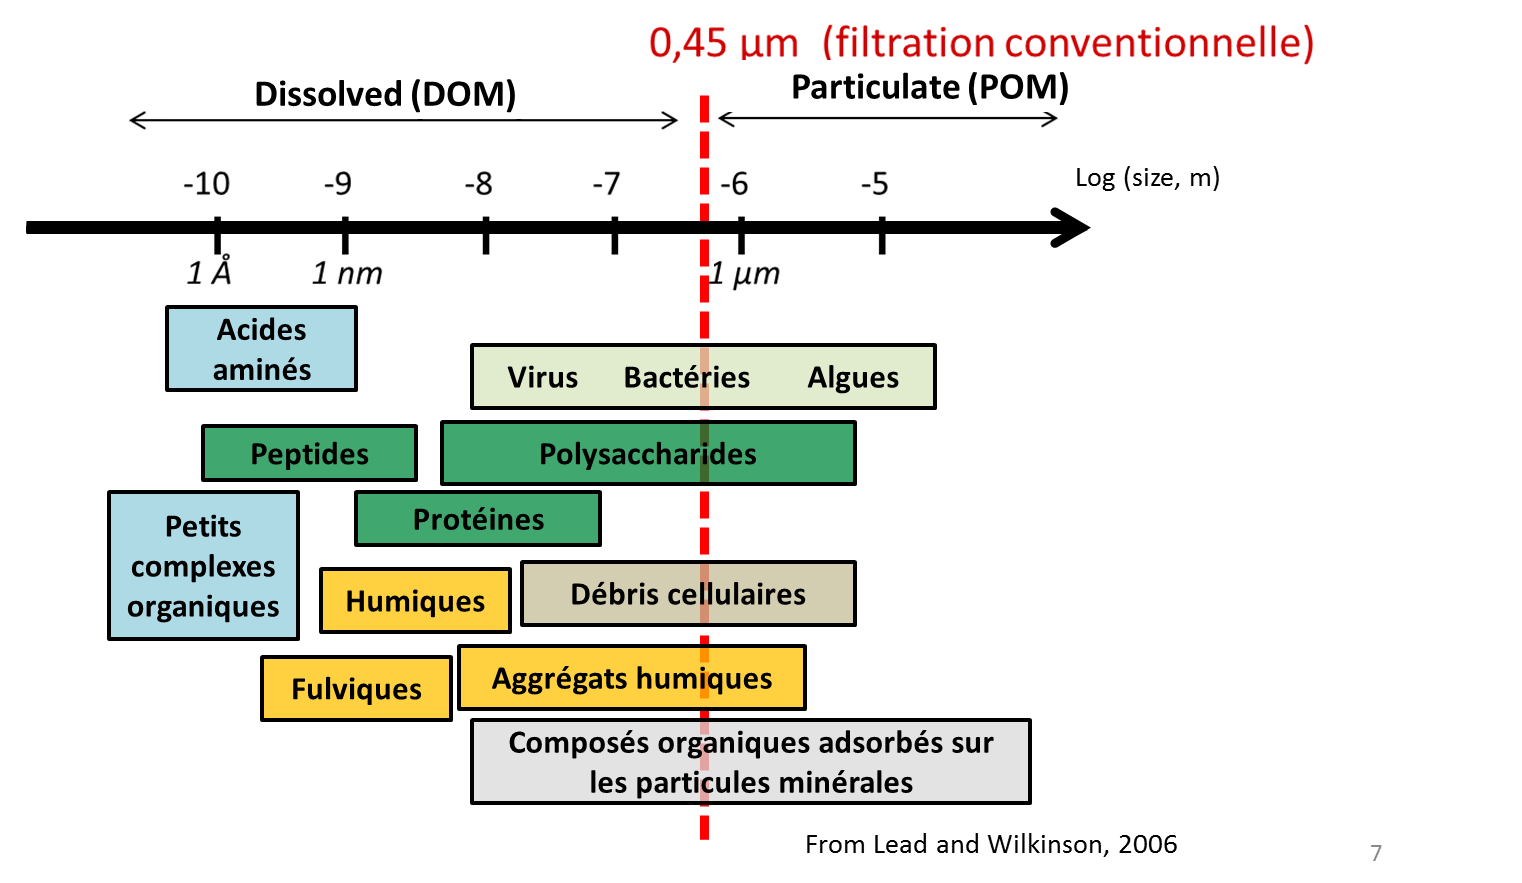 0,45 µm (filtration conventionnelle)
Dissolved (DOM)
Particulate (POM)
-10 -9 -8 -7 -6 -5
Log (size, m)
1 Å 1 nm 1 µm
Acides
aminés
Virus Bactéries Algues
Peptides
Polysaccharides
Petits
complexes
organiques
Protéines
Humiques
Débris cellulaires
Fulviques
Aggrégats humiques
Composés organiques adsorbés sur
les particules minérales
From Lead and Wilkinson, 2006
7